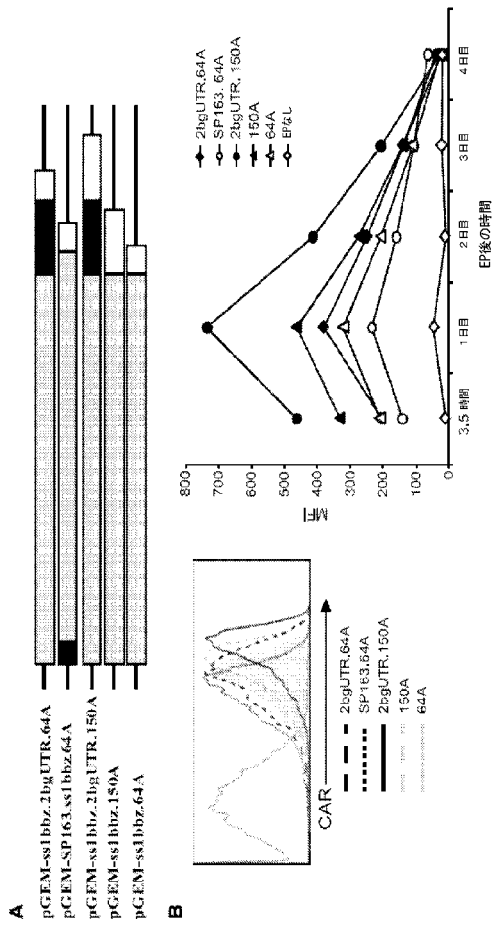 A
pGEM-ss1bbz.2bgUTR.64A
pGEM-SP163.ss1bbz.64A
pGEM-ss1bbz.2bgUTR.150A
pGEM-ss1bbz.150A
pGEM-ss1bbz.64A
B
CAR
2bgUTR.64A
SP163.64A
2bgUTR.150A
150A
64A
MFI
800
700
600
500
400
300
200
100
0
3.5 時間
1日目
2日目
3日目
4日目
EP後の時間
2bgUTR.64A
SP163. 64A
2bgUTR. 150A
150A
64A
EPなし